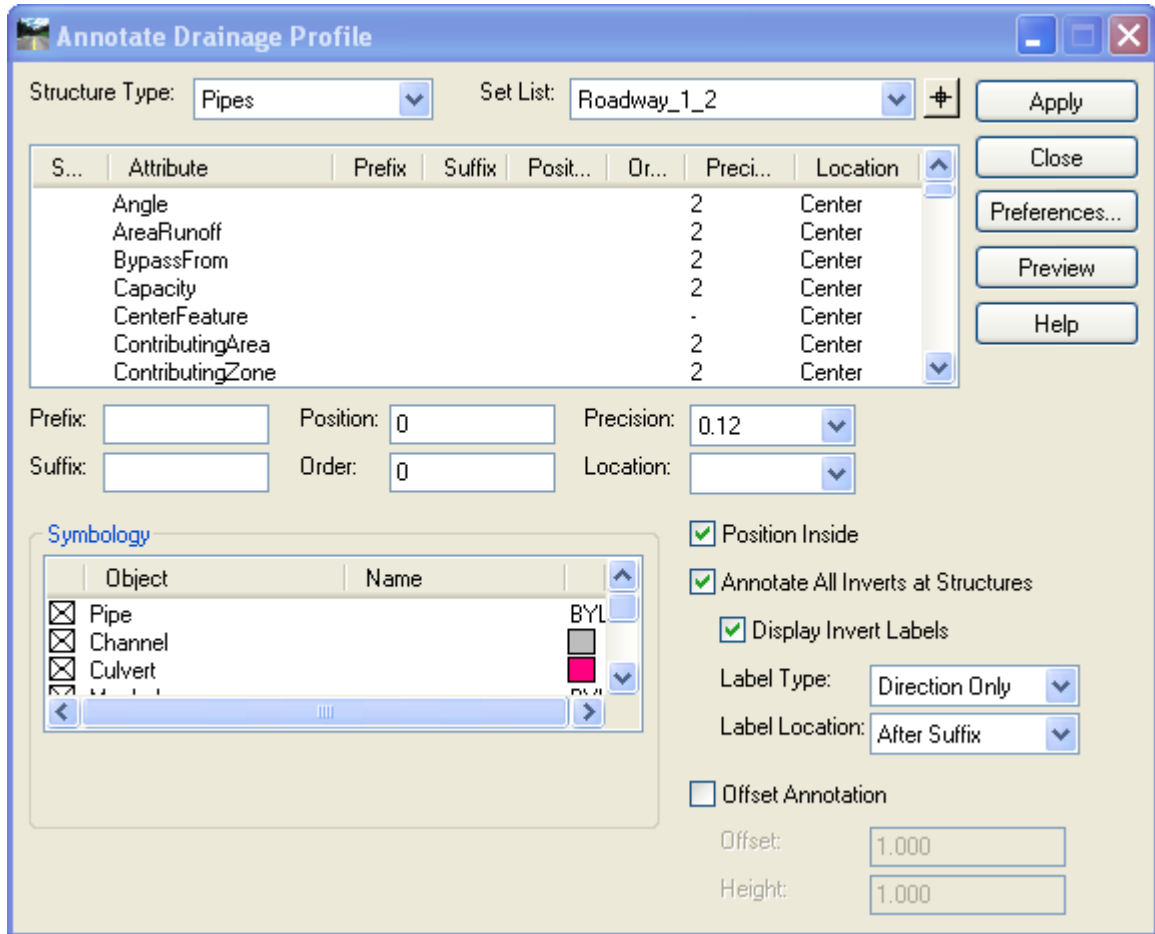 Annotate Drainage Profile
Structure Type: Pipes Set List: Roadway_1_2 Apply
S... Attribute Prefix Suffix Posit... Or... Preci... Location Close
Angle 2 Center Preferences...
AreaRunoff 2 Center
BypassFrom 2 Center Preview
Capacity 2 Center
CenterFeature - Center Help
ContributingArea 2 Center
ContributingZone 2 Center
Prefix: Position: 0 Precision: 0.12
Suffix: Order: 0 Location:
Symbology Position Inside
Object Name Annotate All Inverts at Structures
Pipe BYL
Channel Display Invert Labels
Culvert
Label Type: Direction Only
Label Location: After Suffix
Offset Annotation
Offset: 1.000
Height: 1.000